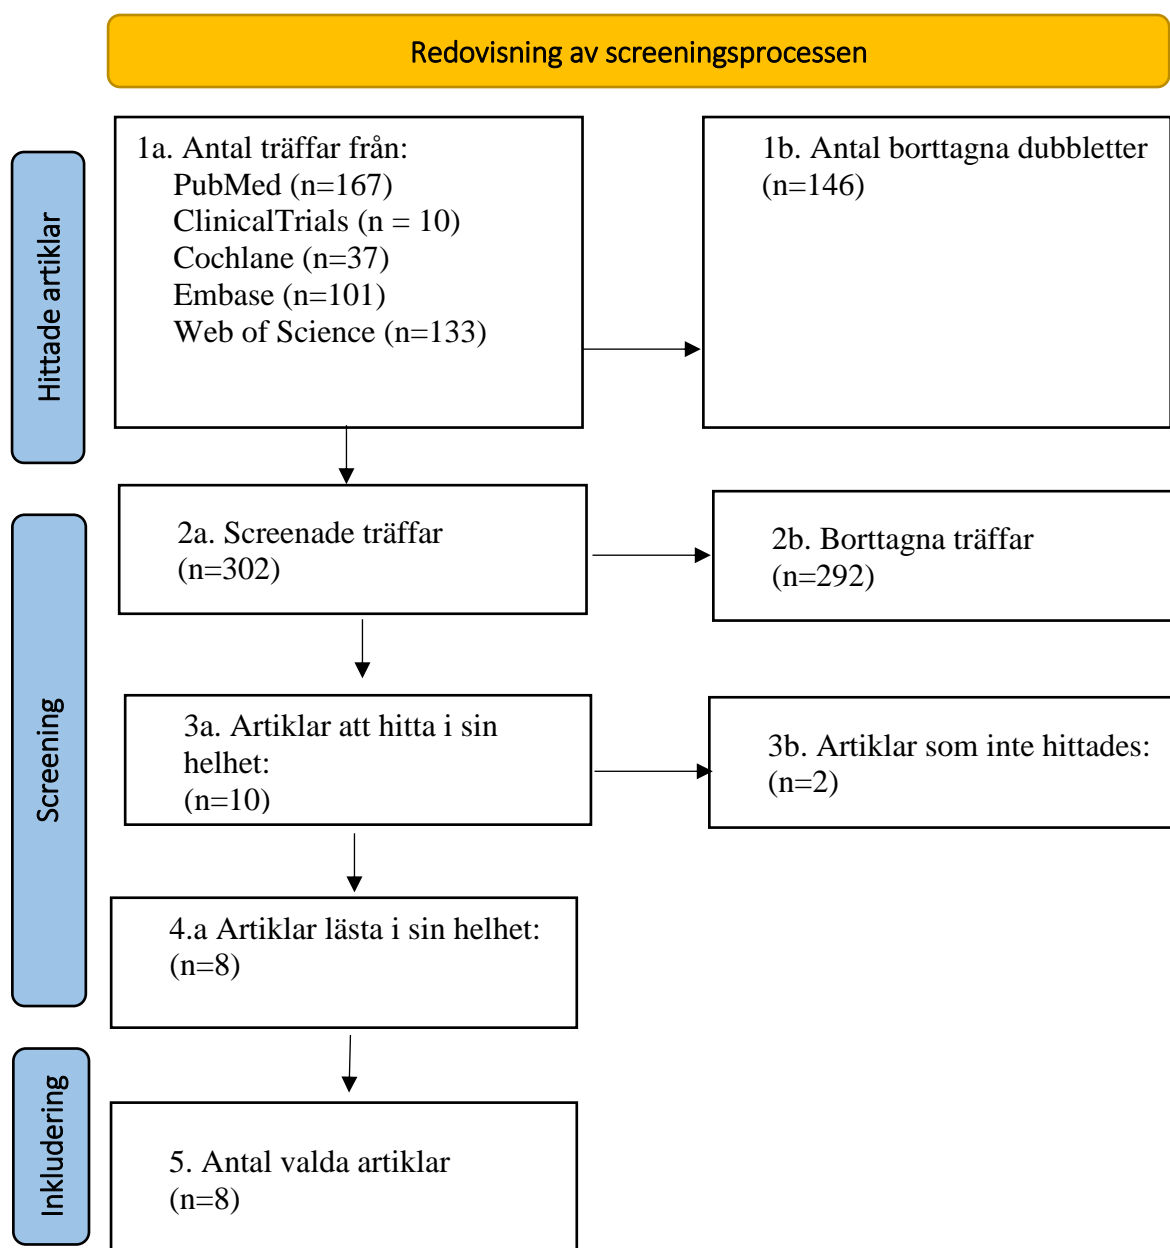 Redovisning av screeningsprocessen
Hittade artiklar
1a. Antal träffar från:
PubMed (n=167)
ClinicalTrials (n = 10)
Cochlane (n=37)
Embase (n=101)
Web of Science (n=133)
1b. Antal borttagna dubbletter
(n=146)
Screening
2a. Screenade träffar
(n=302)
2b. Borttagna träffar
(n=292)
3a. Artiklar att hitta i sin
helhet:
(n=10)
3b. Artiklar som inte hittades:
(n=2)
4.a Artiklar lästa i sin helhet:
(n=8)
Inkludering
5. Antal valda artiklar
(n=8)